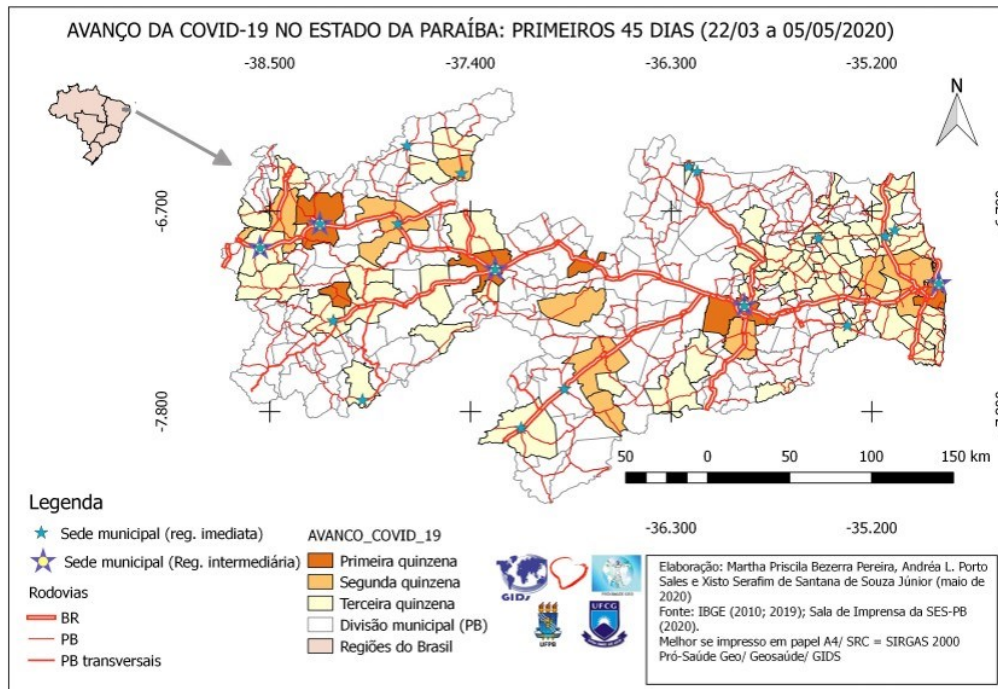 AVANÇO DA COVID-19 NO ESTADO DA PARAÍBA: PRIMEIROS 45 DIAS (22/03 a 05/05/2020)
-38.500 -37.400 -36.300 -35.200
N
-6.700
-7.800
50 0 50 100 150 km
-36.300 -35.200
Legenda
Sede municipal (reg. imediata)
Sede municipal (Reg. intermediária)
Rodovias
BR
PB
PB transversais
AVANCO_COVID_19
Primeira quinzena
Segunda quinzena
Terceira quinzena
Divisão municipal (PB)
Regiões do Brasil
GIDS
UFPB
UFCG
Elaboração: Martha Priscila Bezerra Pereira, Andréa L. Porto
Sales e Xisto Serafim de Santana de Souza Júnior (maio de
2020)
Fonte: IBGE (2010; 2019); Sala de Imprensa da SES-PB
(2020).
Melhor se impresso em papel A4/ SRC = SIRGAS 2000
Pró-Saúde Geo/ Geosaúde/ GIDS